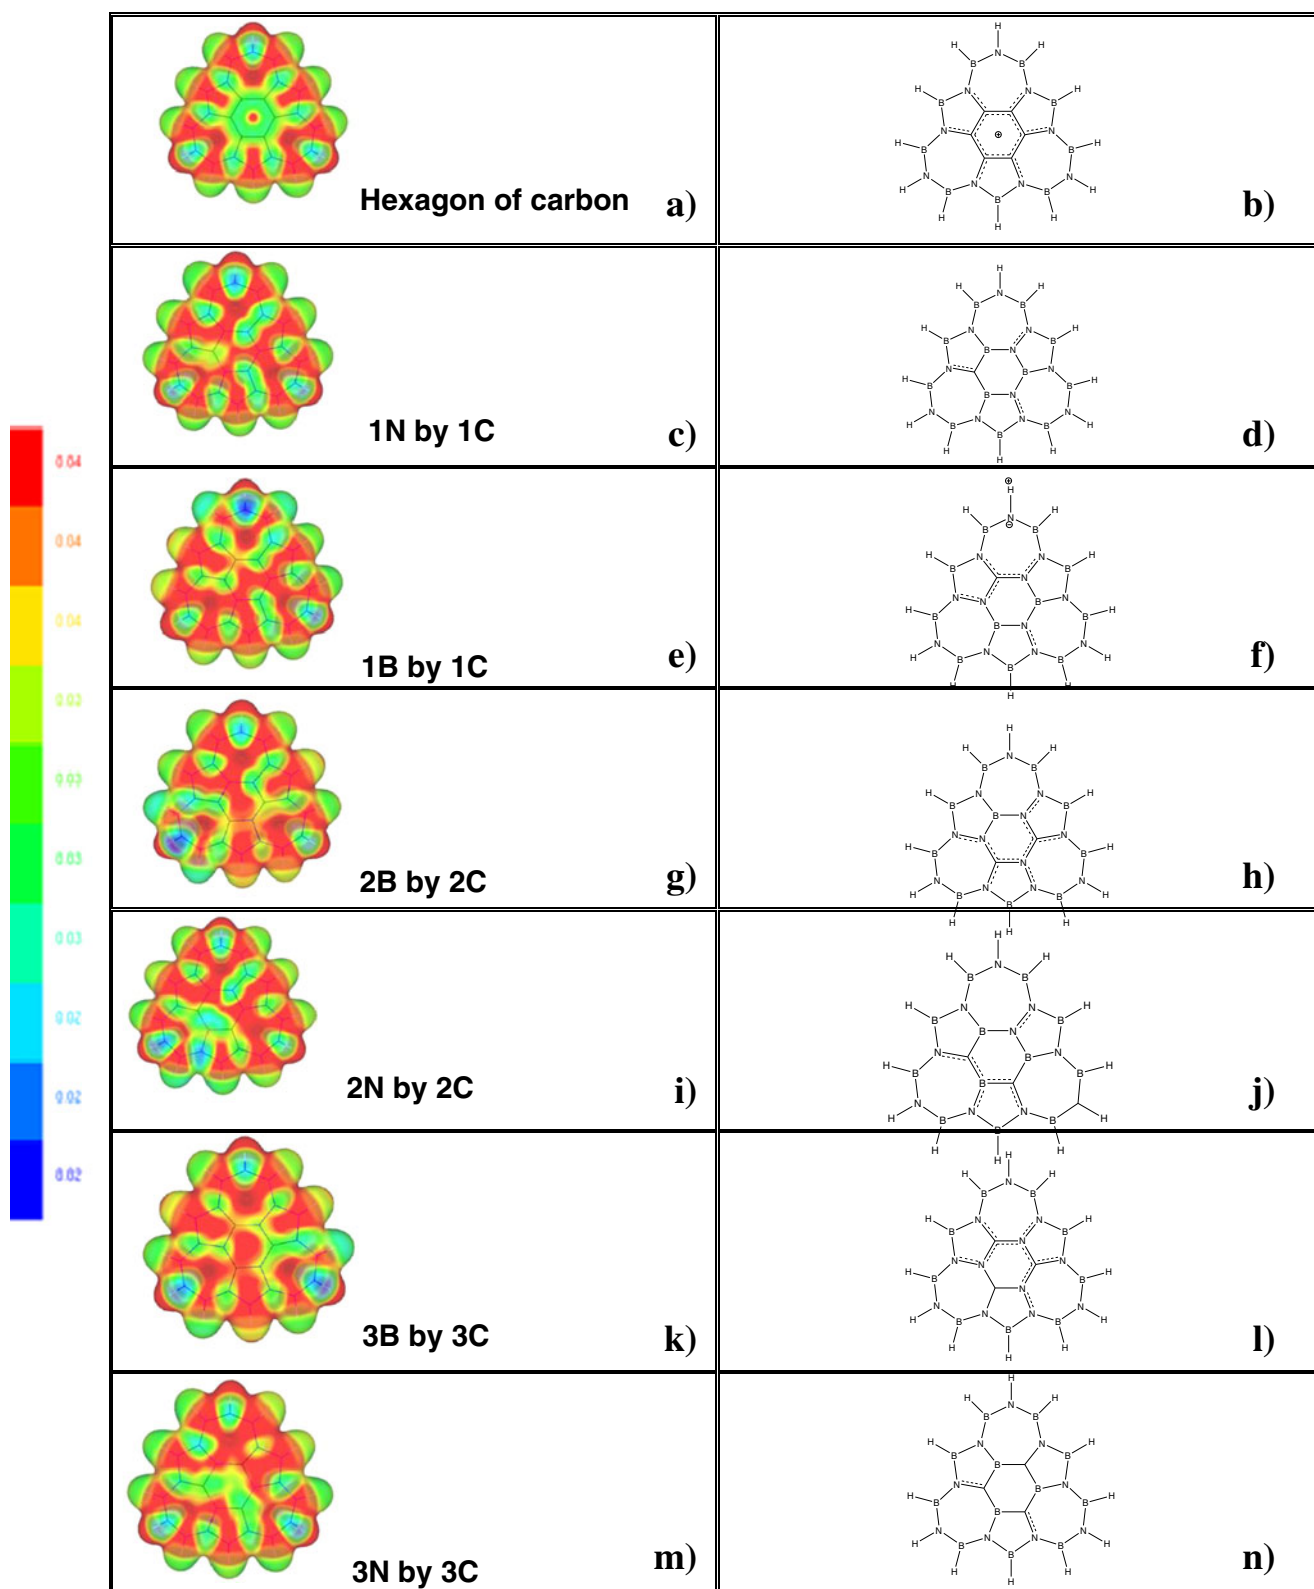 Hexagon of carbon a)
H
H N H
B B
H N N H
B B
N ⊕ N
H B B H
N N N N
H B B B H
H H H
b)
1N by 1C c)
H
H N H
B B
N N
H B B N B H
N B N
H B B N B H
N N N N
H B B B H
H
d)
1B by 1C e)
⊕
H
H N H
B ⊖ B
N N
H B N B H
N N B N
H B B N B H
N N N N
B B B H
H H H
f)
2B by 2C g)
H
H N H
B B
N N
H B B N B H
N N N
H B B H
H N N N N N H
B B B
H H H
h)
2N by 2C i)
H
H N H
B B
H N N H
B B N B
N B N
H B B B H
H N N N H
B B B
H H H
j)
3B by 3C k)
H
H N H
B B
H N N H
B N B
N N N
H B N B H
H N N N N H
B B B
H H H
l)
3N by 3C m)
H
H N H
B B
H N N H
B B B
N B N
H B B B H
H N N N N H
B B B
H H H
n)
0.04
0.04
0.04
0.03
0.03
0.03
0.03
0.02
0.02
0.02